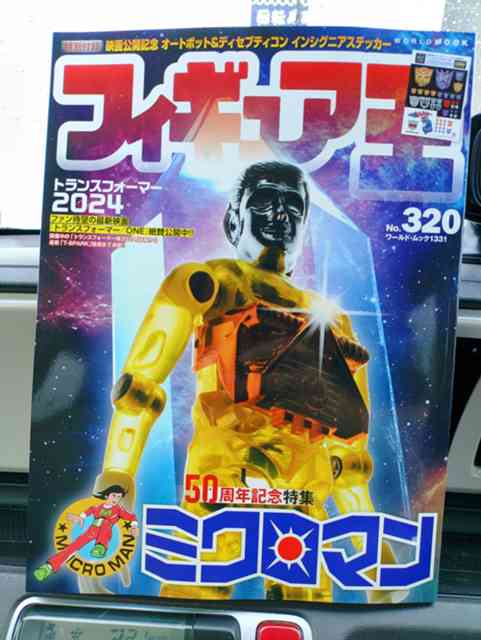 映画公開記念 オートボット&ディセプティコン インシグニアステッカー
WORLD MOOK
フィギュア王
トランスフォーマー
2024
ファン待望の最新映画
「トランスフォーマー/ONE」絶賛公開中!!
No.320
ワールド・ムック1331
50周年記念特集
ミクロマン
MICROMAN